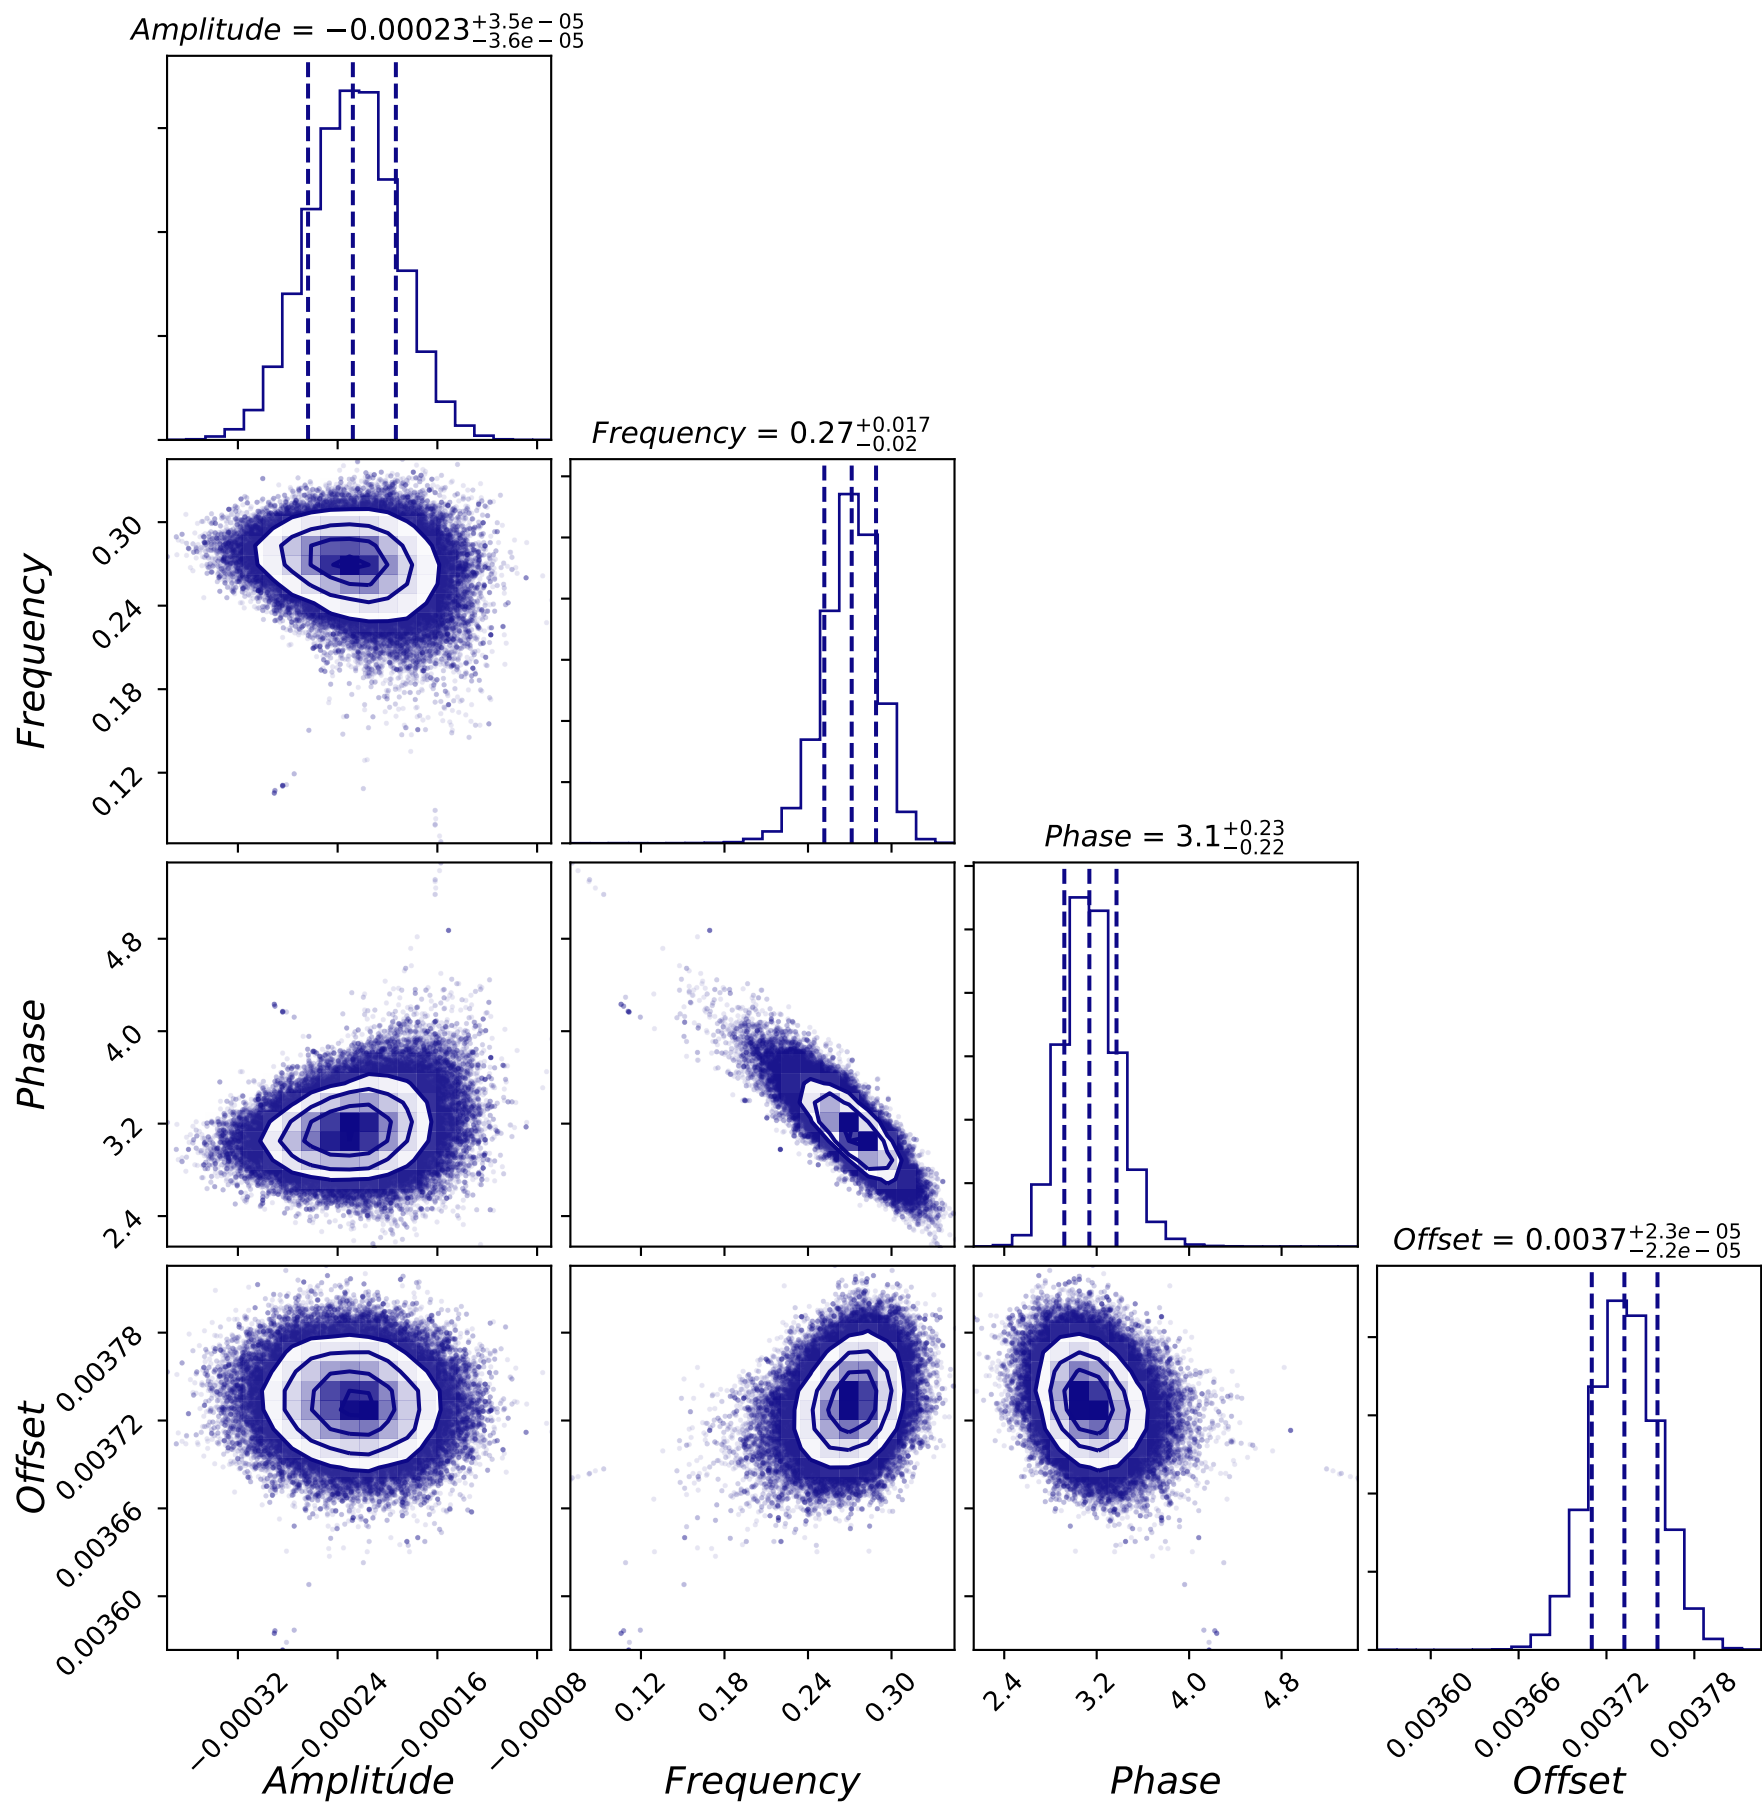 Amplitude = −0.00023 +3.5e−05 −3.6e−05
Frequency = 0.27 +0.017 −0.02
Frequency
0.30
0.24
0.18
0.12
Phase = 3.1 +0.23 −0.22
Phase
4.8
4.0
3.2
2.4
Offset = 0.0037 +2.3e−05 −2.2e−05
Offset
0.00378
0.00372
0.00366
0.00360
−0.00032 −0.00024 −0.00016 −0.00008
0.12 0.18 0.24 0.30
2.4 3.2 4.0 4.8
0.00360 0.00366 0.00372 0.00378
Amplitude Frequency Phase Offset